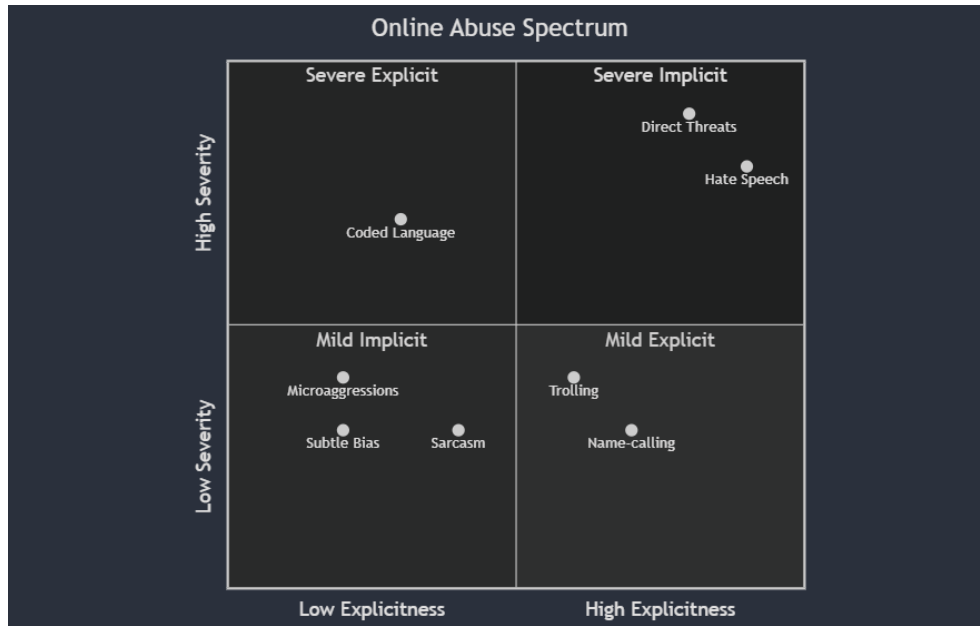 Online Abuse Spectrum
Severe Explicit
Severe Implicit
Direct Threats
Hate Speech
Coded Language
High Severity
Mild Implicit
Mild Explicit
Microaggressions
Trolling
Subtle Bias
Sarcasm
Name-calling
Low Severity
Low Explicitness
High Explicitness